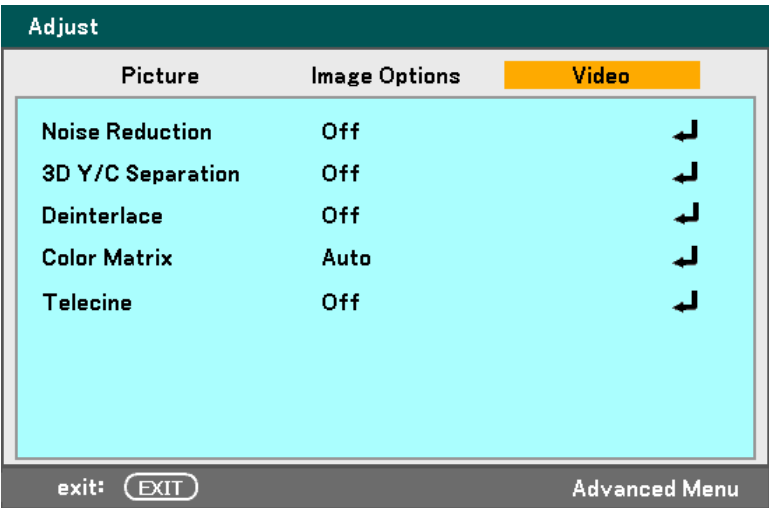 Adjust
Picture Image Options Video
Noise Reduction Off
3D Y/C Separation Off
Deinterlace Off
Color Matrix Auto
Telecine Off
exit: EXIT Advanced Menu